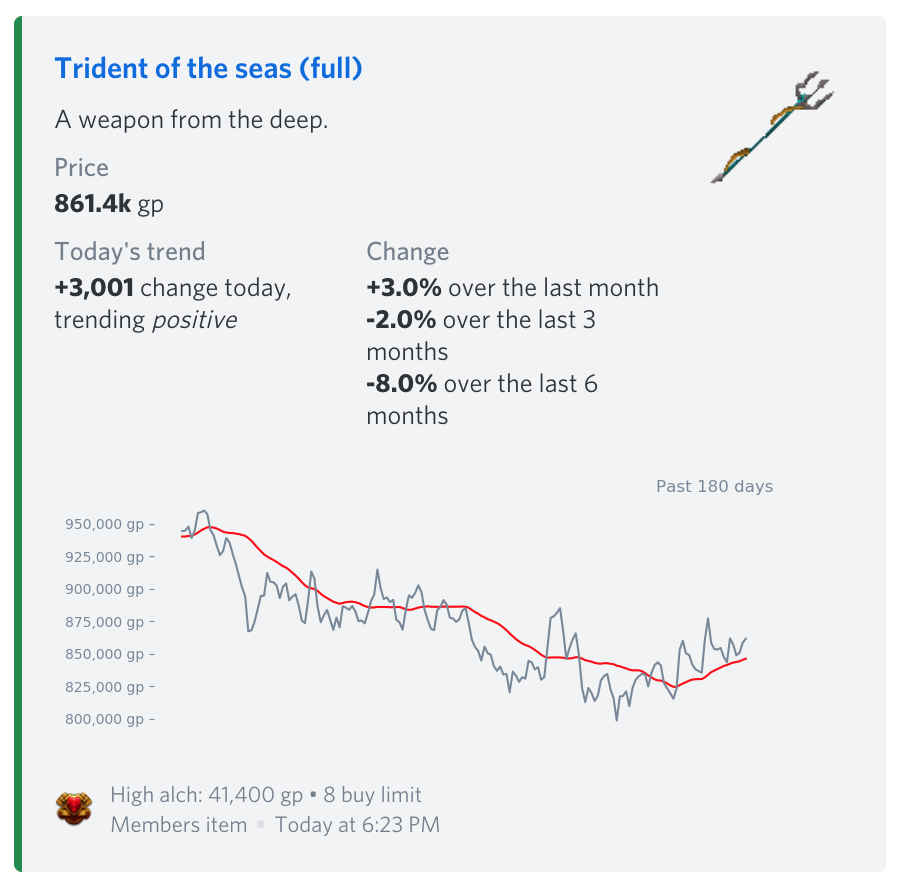 Trident of the seas (full)
A weapon from the deep.
Price
861.4k gp
Today's trend
+3,001 change today,
trending positive
Change
+3.0% over the last month
-2.0% over the last 3
months
-8.0% over the last 6
months
Past 180 days
950,000 gp
925,000 gp
900,000 gp
875,000 gp
850,000 gp
825,000 gp
800,000 gp
High alch: 41,400 gp • 8 buy limit
Members item ▪ Today at 6:23 PM